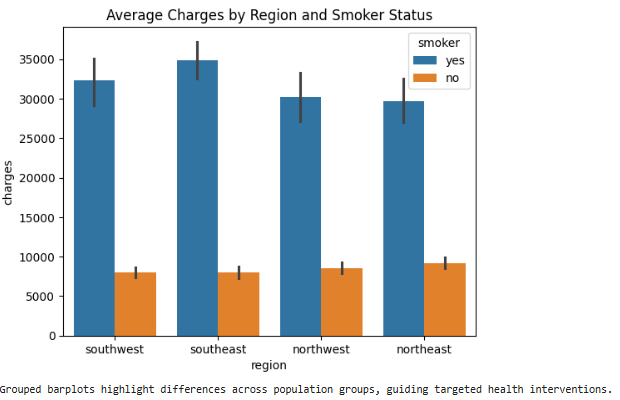 Average Charges by Region and Smoker Status
smoker
yes
no
35000
30000
25000
20000
15000
10000
5000
0
charges
southwest
southeast
northwest
northeast
region
Grouped barplots highlight differences across population groups, guiding targeted health interventions.